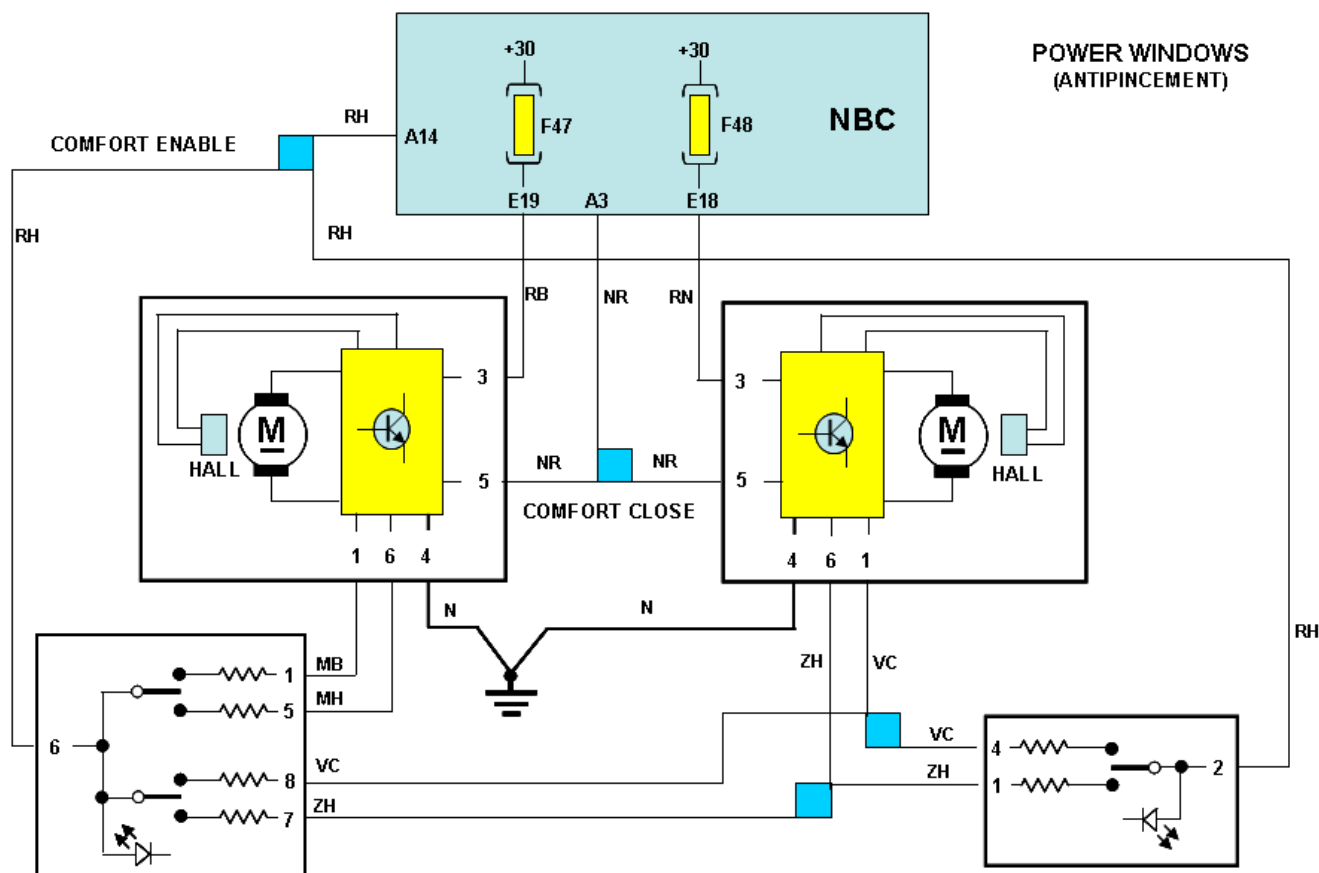 POWER WINDOWS
(ANTIPINCEMENT)
+30
+30
F47
F48
NBC
RH
A14
COMFORT ENABLE
E19
A3
E18
RH
RH
RB
NR
RN
3
3
M
M
HALL
HALL
NR
NR
5
5
COMFORT CLOSE
1
6
4
4
6
1
N
N
RH
ZH
VC
1
MB
5
MH
6
VC
8
ZH
7
VC
4
ZH
1
2